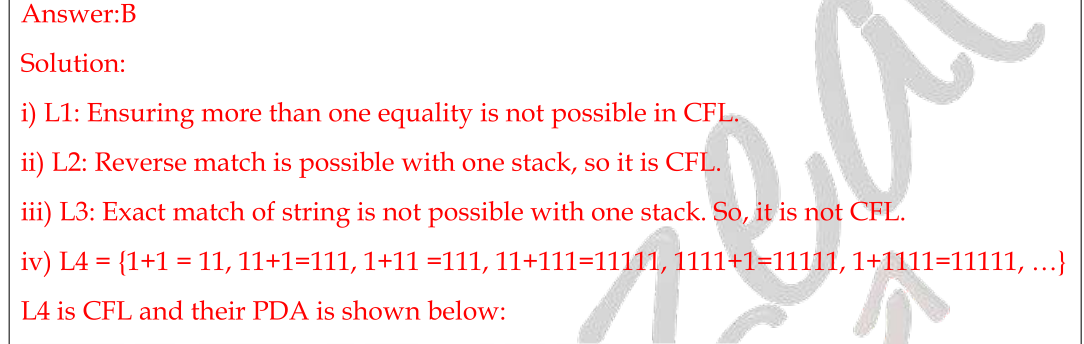 Answer:B
Solution:
i) L1: Ensuring more than one equality is not possible in CFL.
ii) L2: Reverse match is possible with one stack, so it is CFL.
iii) L3: Exact match of string is not possible with one stack. So, it is not CFL.
iv) L4 = {1+1 = 11, 11+1=111, 1+11 =111, 11+111=11111, 1111+1=11111, 1+1111=11111, …}
L4 is CFL and their PDA is shown below: